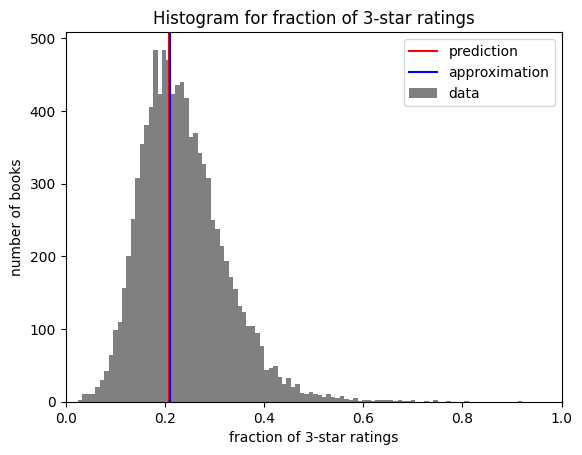 Histogram for fraction of 3-star ratings
500
400
300
200
100
0
number of books
prediction
approximation
data
0.0 0.2 0.4 0.6 0.8 1.0
fraction of 3-star ratings